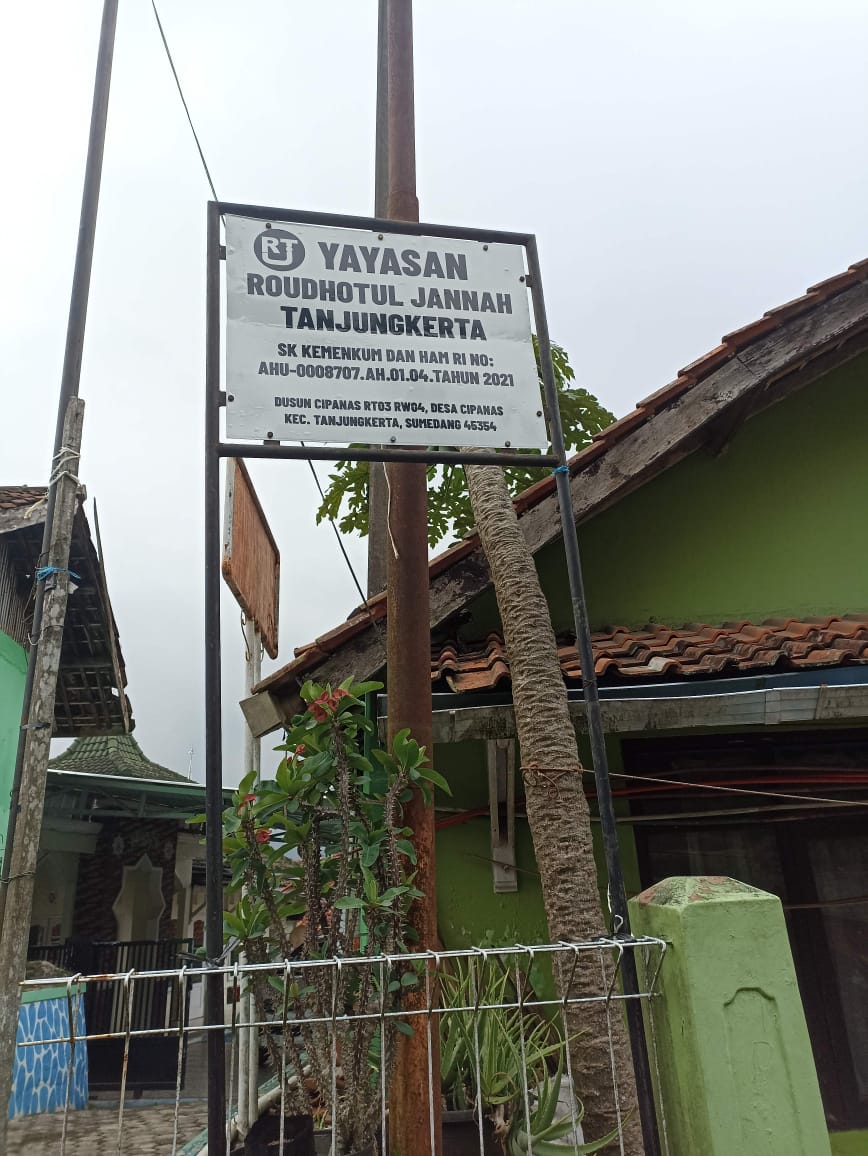 RTJ YAYASAN
ROUDHOTUL JANNAH
TANJUNGKERTA
SK KEMENKUM DAN HAM RI NO:
AHU-0008707.AH.01.04.TAHUN 2021
DUSUN CIPANAS RT03 RW04, DESA CIPANAS
KEC. TANJUNGKERTA, SUMEDANG 45354